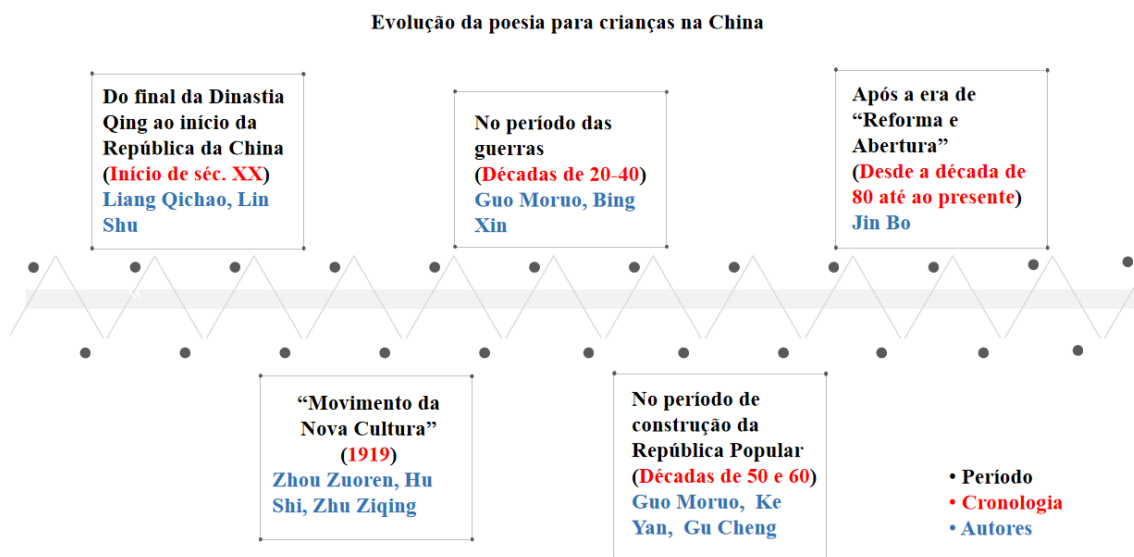 Evolução da poesia para crianças na China
Do final da Dinastia
Qing ao início da
República da China
(Início de séc. XX)
Liang Qichao, Lin
Shu
No período das
guerras
(Décadas de 20-40)
Guo Moruo, Bing
Xin
Após a era de
“Reforma e
Abertura”
(Desde a década de
80 até ao presente)
Jin Bo
“Movimento da
Nova Cultura”
(1919)
Zhou Zuoren, Hu
Shi, Zhu Ziqing
No período de
construção da
República Popular
(Décadas de 50 e 60)
Guo Moruo, Ke
Yan, Gu Cheng
• Período
• Cronologia
• Autores